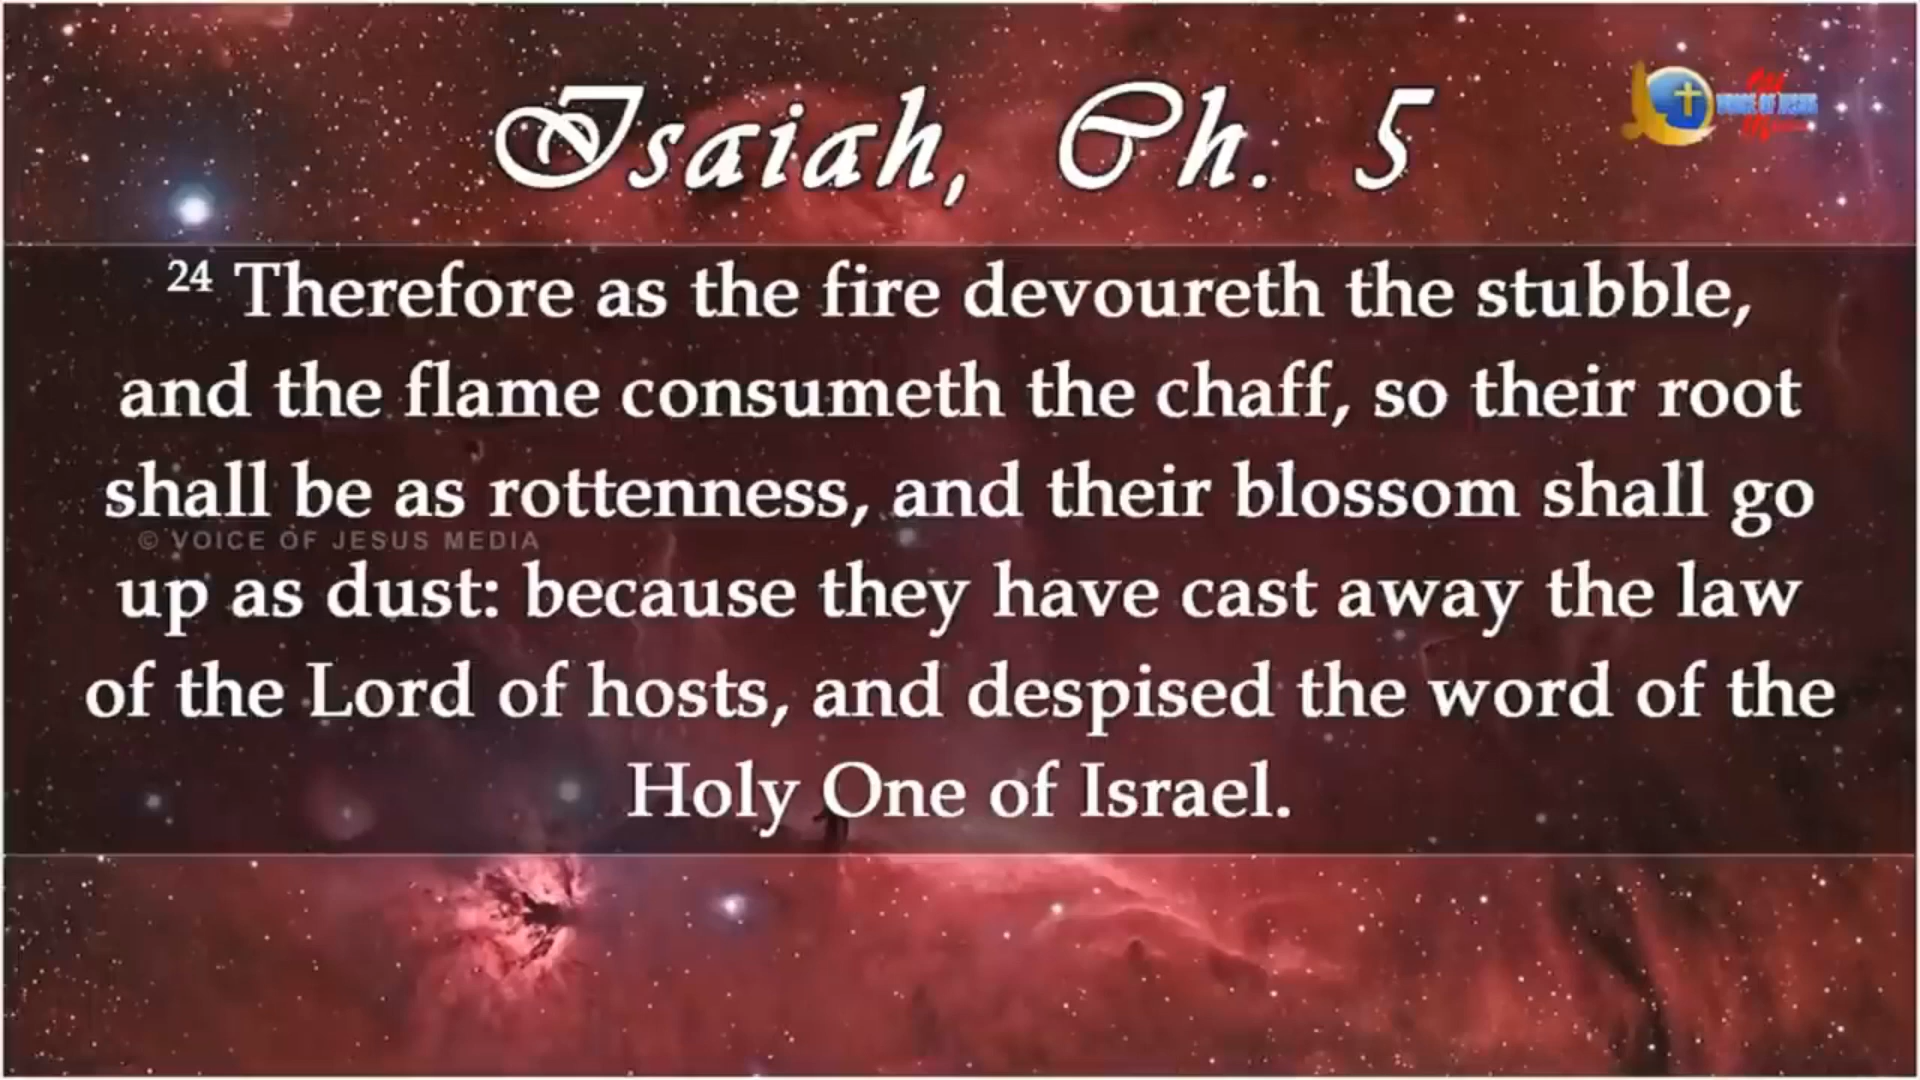 Isaiah, Ch. 5
VOICE OF JESUS
24 Therefore as the fire devoureth the stubble,
and the flame consumeth the chaff, so their root
shall be as rottenness, and their blossom shall go
© VOICE OF JESUS MEDIA
up as dust: because they have cast away the law
of the Lord of hosts, and despised the word of the
Holy One of Israel.